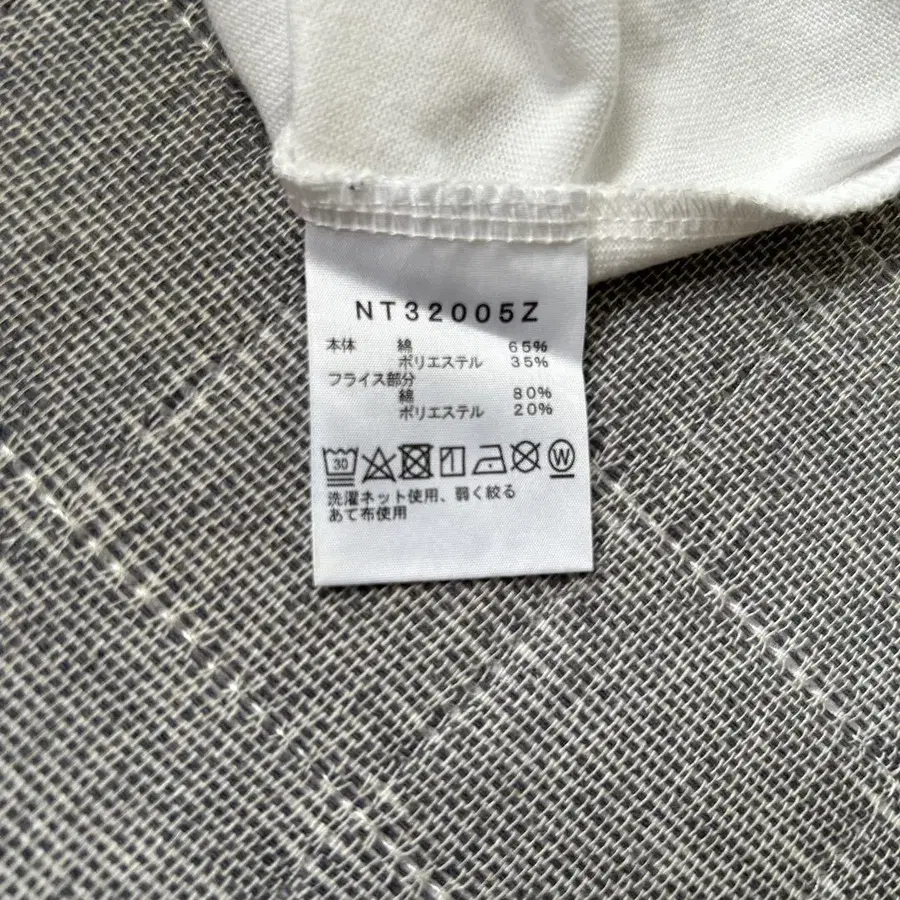 NT32005Z
本体 綿 65%
ポリエステル 35%
フライス部分
綿 80%
ポリエステル 20%
30 W
洗濯ネット使用、弱く絞る
あて布使用